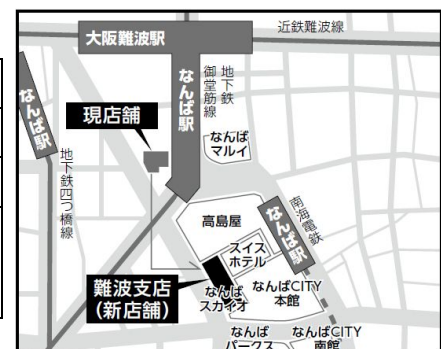 近鉄難波線
大阪難波駅
なんば駅
地下鉄
御堂筋線
なんば駅
現店舗
なんば
マルイ
地下鉄四つ橋線
南海電鉄
なんば駅
高島屋
スイス
ホテル
難波支店
(新店舗)
なんば
スカイオ
なんばCITY
本館
なんば
パークス
なんばCITY
南館